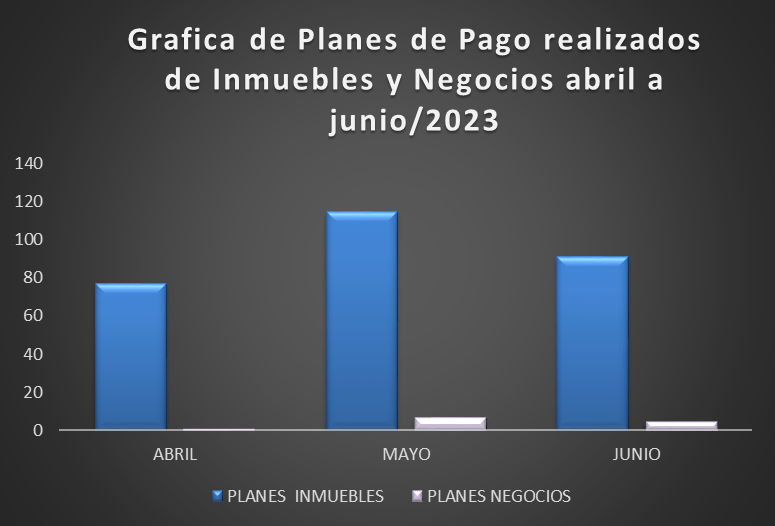 Grafica de Planes de Pago realizados
de Inmuebles y Negocios abril a
junio/2023
140
120
100
80
60
40
20
0
ABRIL MAYO JUNIO
PLANES INMUEBLES PLANES NEGOCIOS